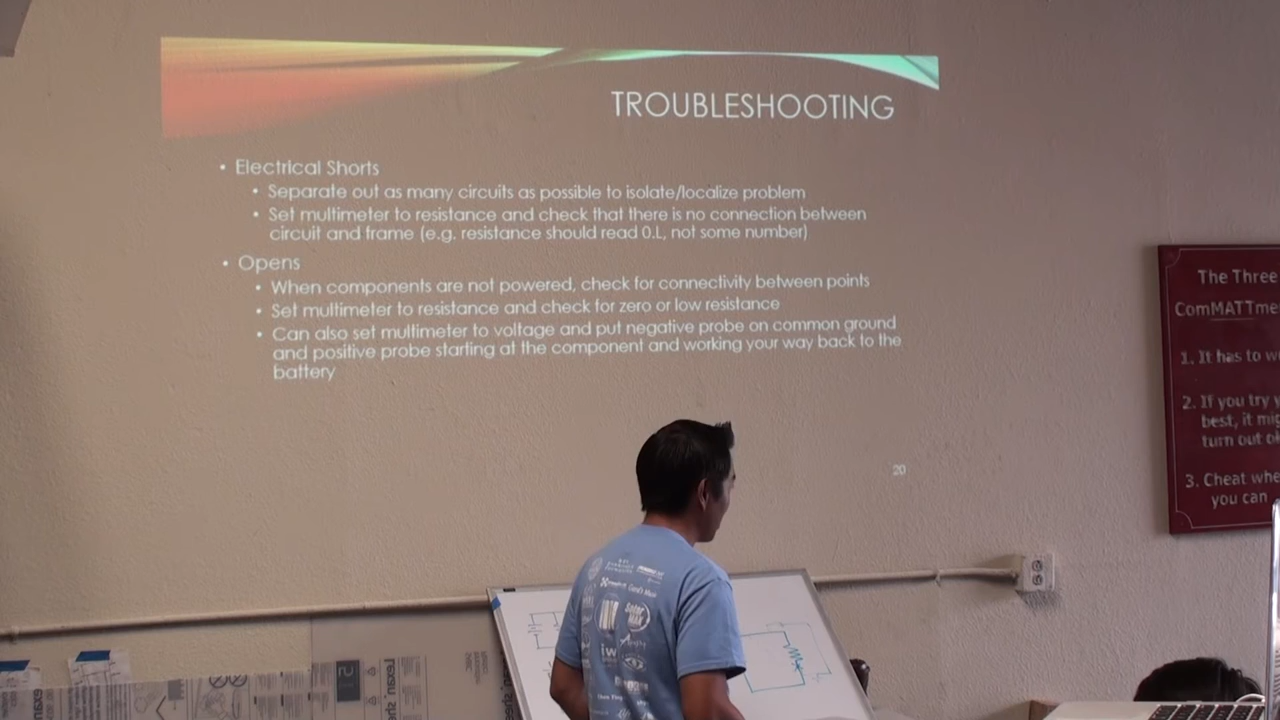 TROUBLESHOOTING
• Electrical Shorts
• Separate out as many circuits as possible to isolate/localize problem
• Set multimeter to resistance and check that there is no connection between
circuit and frame (e.g. resistance should read 0.L, not some number)
• Opens
• When components are not powered, check for connectivity between points
• Set multimeter to resistance and check for zero or low resistance
• Can also set multimeter to voltage and put negative probe on common ground
and positive probe starting at the component and working your way back to the
battery
20
The Three
ComMATTme
1. It has to w
2. If you try y
best, it mig
turn out
3. Cheat whe
you can